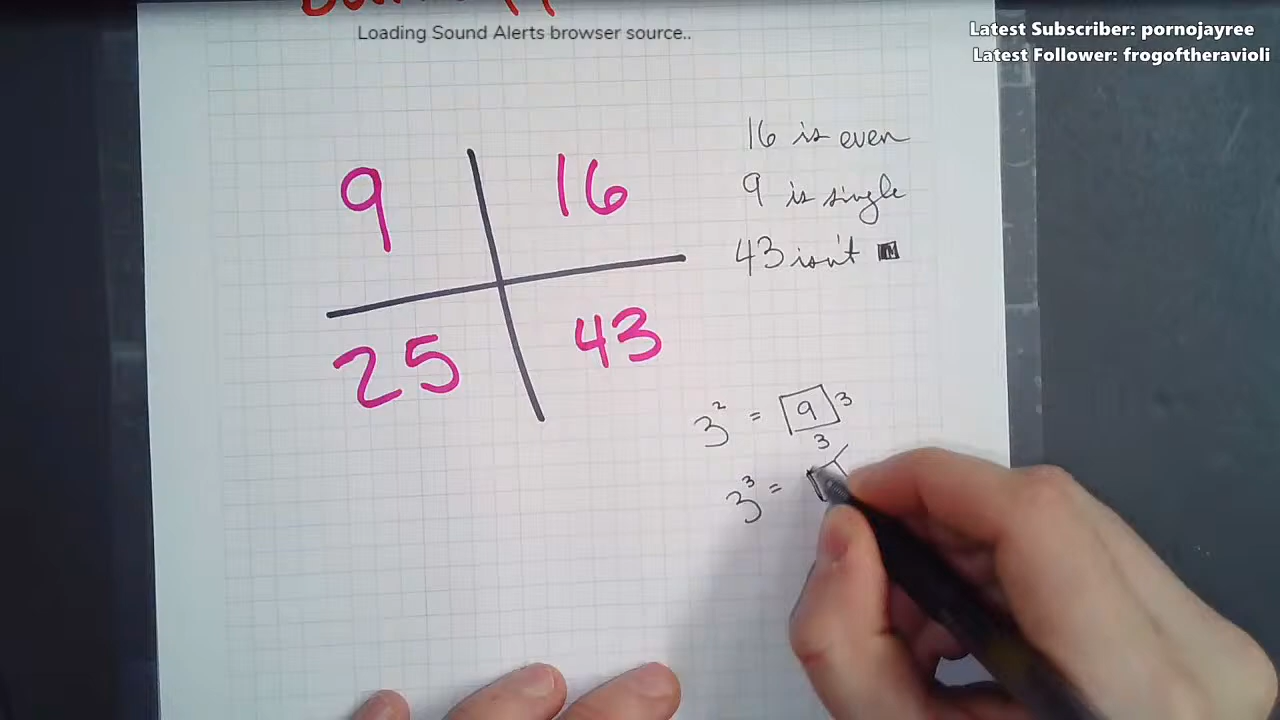 Loading Sound Alerts browser source..
Latest Subscriber: pornojayree
Latest Follower: frogoftheravioli
9 16
25 43
16 is even
9 is single
43 isn't
3² = 9 3
3
3³ =